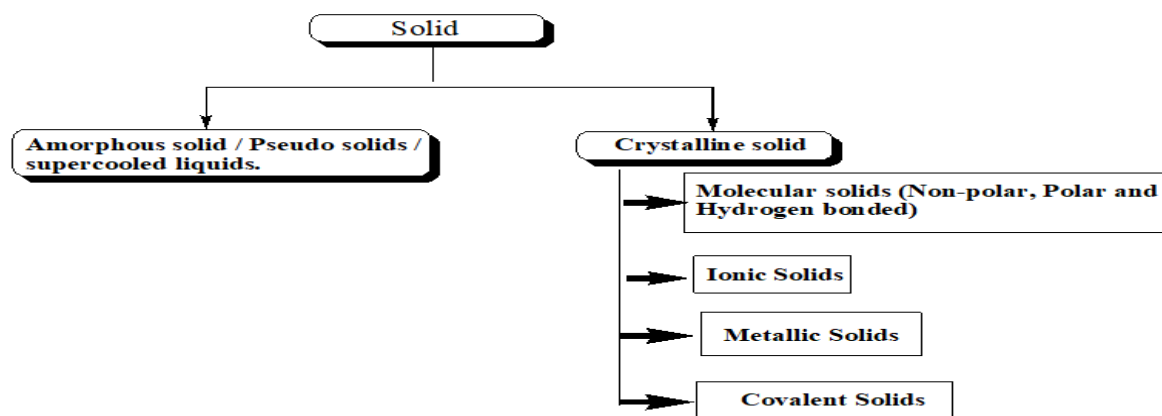 Solid
Amorphous solid / Pseudo solids /
supercooled liquids.
Crystalline solid
Molecular solids (Non-polar, Polar and
Hydrogen bonded)
Ionic Solids
Metallic Solids
Covalent Solids